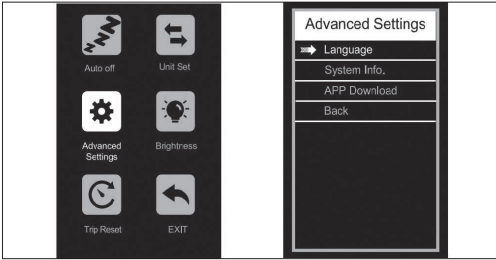 Auto off
Unit Set
Advanced
Settings
Brightness
Trip Reset
EXIT
Advanced Settings
Language
System Info.
APP Download
Back